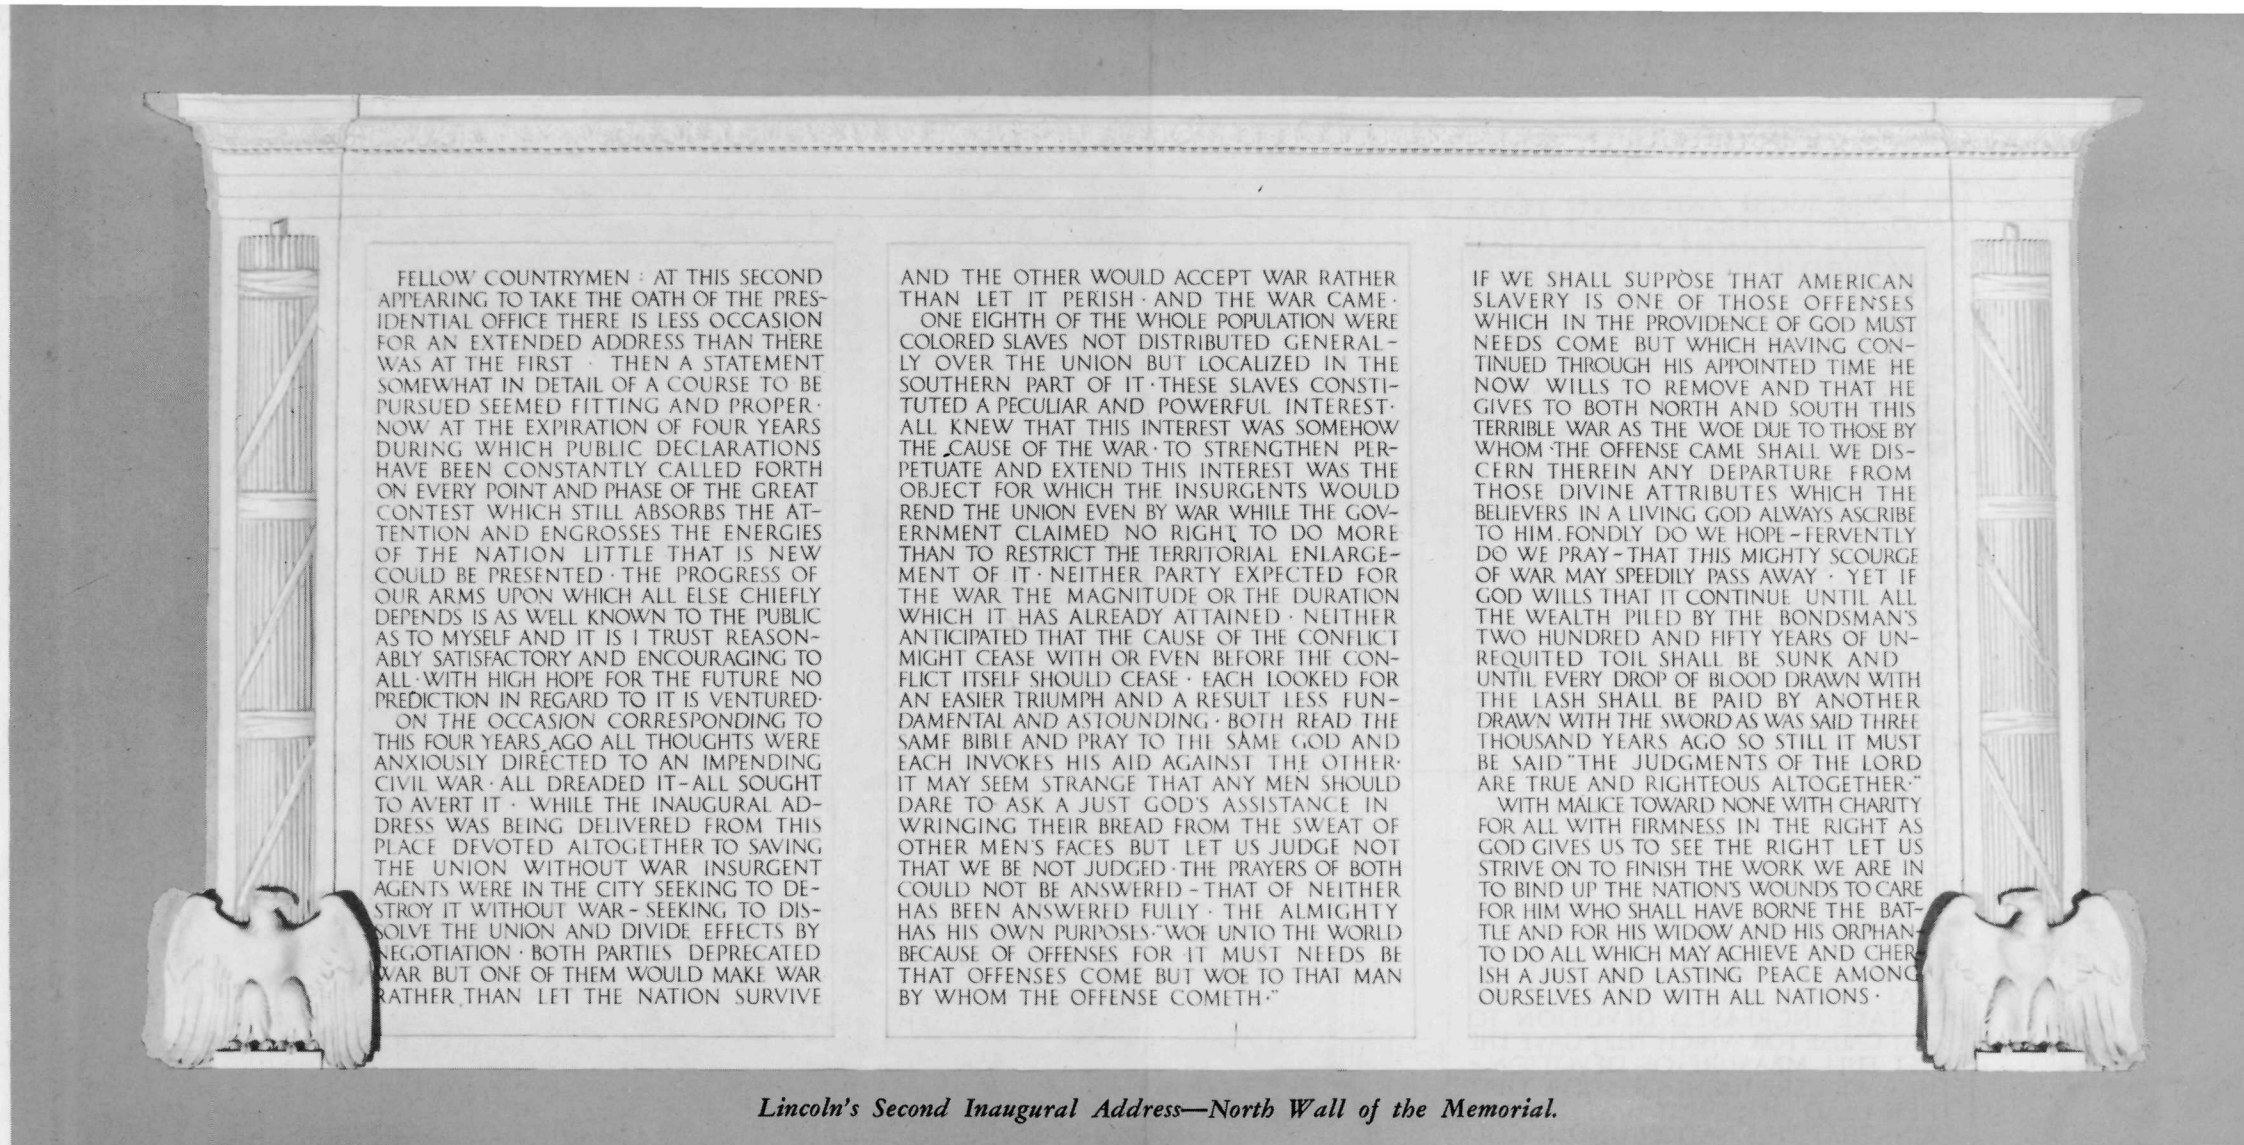 FELLOW COUNTRYMEN : AT THIS SECOND
APPEARING TO TAKE THE OATH OF THE PRES-
IDENTIAL OFFICE THERE IS LESS OCCASION
FOR AN EXTENDED ADDRESS THAN THERE
WAS AT THE FIRST · THEN A STATEMENT
SOMEWHAT IN DETAIL OF A COURSE TO BE
PURSUED SEEMED FITTING AND PROPER·
NOW AT THE EXPIRATION OF FOUR YEARS
DURING WHICH PUBLIC DECLARATIONS
HAVE BEEN CONSTANTLY CALLED FORTH
ON EVERY POINT AND PHASE OF THE GREAT
CONTEST WHICH STILL ABSORBS THE AT-
TENTION AND ENGROSSES THE ENERGIES
OF THE NATION LITTLE THAT IS NEW
COULD BE PRESENTED · THE PROGRESS OF
OUR ARMS UPON WHICH ALL ELSE CHIEFLY
DEPENDS IS AS WELL KNOWN TO THE PUBLIC
AS TO MYSELF AND IT IS I TRUST REASON-
ABLY SATISFACTORY AND ENCOURAGING TO
ALL · WITH HIGH HOPE FOR THE FUTURE NO
PREDICTION IN REGARD TO IT IS VENTURED·
ON THE OCCASION CORRESPONDING TO
THIS FOUR YEARS AGO ALL THOUGHTS WERE
ANXIOUSLY DIRECTED TO AN IMPENDING
CIVIL WAR · ALL DREADED IT-ALL SOUGHT
TO AVERT IT · WHILE THE INAUGURAL AD-
DRESS WAS BEING DELIVERED FROM THIS
PLACE DEVOTED ALTOGETHER TO SAVING
THE UNION WITHOUT WAR INSURGENT
AGENTS WERE IN THE CITY SEEKING TO DE-
STROY IT WITHOUT WAR- SEEKING TO DIS-
SOLVE THE UNION AND DIVIDE EFFECTS BY
NEGOTIATION · BOTH PARTIES DEPRECATED
WAR BUT ONE OF THEM WOULD MAKE WAR
RATHER THAN LET THE NATION SURVIVE
AND THE OTHER WOULD ACCEPT WAR RATHER
THAN LET IT PERISH · AND THE WAR CAME ·
ONE EIGHTH OF THE WHOLE POPULATION WERE
COLORED SLAVES NOT DISTRIBUTED GENERAL-
LY OVER THE UNION BUT LOCALIZED IN THE
SOUTHERN PART OF IT · THESE SLAVES CONSTI-
TUTED A PECULIAR AND POWERFUL INTEREST·
ALL KNEW THAT THIS INTEREST WAS SOMEHOW
THE CAUSE OF THE WAR · TO STRENGTHEN PER-
PETUATE AND EXTEND THIS INTEREST WAS THE
OBJECT FOR WHICH THE INSURGENTS WOULD
REND THE UNION EVEN BY WAR WHILE THE GOV-
ERNMENT CLAIMED NO RIGHT TO DO MORE
THAN TO RESTRICT THE TERRITORIAL ENLARGE-
MENT OF IT · NEITHER PARTY EXPECTED FOR
THE WAR THE MAGNITUDE OR THE DURATION
WHICH IT HAS ALREADY ATTAINED · NEITHER
ANTICIPATED THAT THE CAUSE OF THE CONFLICT
MIGHT CEASE WITH OR EVEN BEFORE THE CON-
FLICT ITSELF SHOULD CEASE · EACH LOOKED FOR
AN EASIER TRIUMPH AND A RESULT LESS FUN-
DAMENTAL AND ASTOUNDING · BOTH READ THE
SAME BIBLE AND PRAY TO THE SAME GOD AND
EACH INVOKES HIS AID AGAINST THE OTHER·
IT MAY SEEM STRANGE THAT ANY MEN SHOULD
DARE TO ASK A JUST GOD'S ASSISTANCE IN
WRINGING THEIR BREAD FROM THE SWEAT OF
OTHER MEN'S FACES BUT LET US JUDGE NOT
THAT WE BE NOT JUDGED · THE PRAYERS OF BOTH
COULD NOT BE ANSWERED - THAT OF NEITHER
HAS BEEN ANSWERED FULLY · THE ALMIGHTY
HAS HIS OWN PURPOSES·"WOE UNTO THE WORLD
BECAUSE OF OFFENSES FOR IT MUST NEEDS BE
THAT OFFENSES COME BUT WOE TO THAT MAN
BY WHOM THE OFFENSE COMETH·"
IF WE SHALL SUPPOSE THAT AMERICAN
SLAVERY IS ONE OF THOSE OFFENSES
WHICH IN THE PROVIDENCE OF GOD MUST
NEEDS COME BUT WHICH HAVING CON-
TINUED THROUGH HIS APPOINTED TIME HE
NOW WILLS TO REMOVE AND THAT HE
GIVES TO BOTH NORTH AND SOUTH THIS
TERRIBLE WAR AS THE WOE DUE TO THOSE BY
WHOM THE OFFENSE CAME SHALL WE DIS-
CERN THEREIN ANY DEPARTURE FROM
THOSE DIVINE ATTRIBUTES WHICH THE
BELIEVERS IN A LIVING GOD ALWAYS ASCRIBE
TO HIM. FONDLY DO WE HOPE-FERVENTLY
DO WE PRAY-THAT THIS MIGHTY SCOURGE
OF WAR MAY SPEEDILY PASS AWAY · YET IF
GOD WILLS THAT IT CONTINUE UNTIL ALL
THE WEALTH PILED BY THE BONDSMAN'S
TWO HUNDRED AND FIFTY YEARS OF UN-
REQUITED TOIL SHALL BE SUNK AND
UNTIL EVERY DROP OF BLOOD DRAWN WITH
THE LASH SHALL BE PAID BY ANOTHER
DRAWN WITH THE SWORD AS WAS SAID THREE
THOUSAND YEARS AGO SO STILL IT MUST
BE SAID "THE JUDGMENTS OF THE LORD
ARE TRUE AND RIGHTEOUS ALTOGETHER·"
WITH MALICE TOWARD NONE WITH CHARITY
FOR ALL WITH FIRMNESS IN THE RIGHT AS
GOD GIVES US TO SEE THE RIGHT LET US
STRIVE ON TO FINISH THE WORK WE ARE IN
TO BIND UP THE NATION'S WOUNDS TO CARE
FOR HIM WHO SHALL HAVE BORNE THE BAT-
TLE AND FOR HIS WIDOW AND HIS ORPHAN-
TO DO ALL WHICH MAY ACHIEVE AND CHER
ISH A JUST AND LASTING PEACE AMONG
OURSELVES AND WITH ALL NATIONS ·
Lincoln's Second Inaugural Address—North Wall of the Memorial.